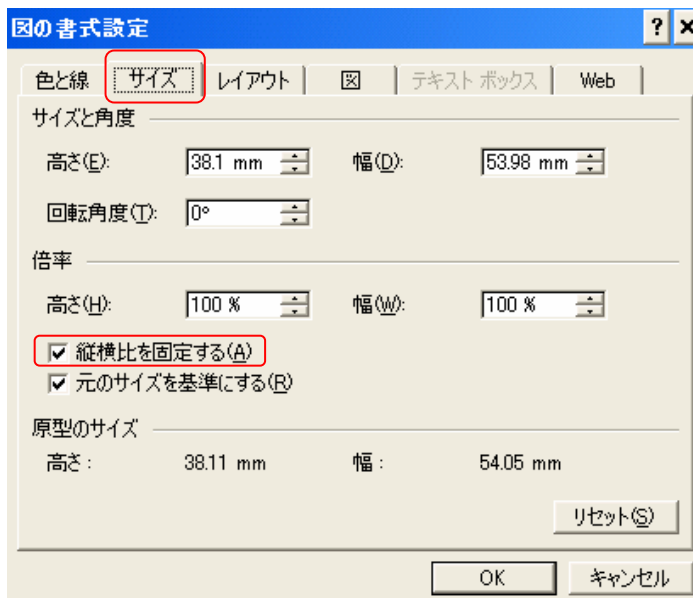 図の書式設定
色と線 サイズ レイアウト 図 テキスト ボックス Web
サイズと角度
高さ(E): 38.1 mm 幅(D): 53.98 mm
回転角度(T): 0°
倍率
高さ(H): 100 % 幅(W): 100 %
縦横比を固定する(A)
元のサイズを基準にする(R)
原型のサイズ
高さ: 38.11 mm 幅: 54.05 mm
リセット(S)
OK キャンセル